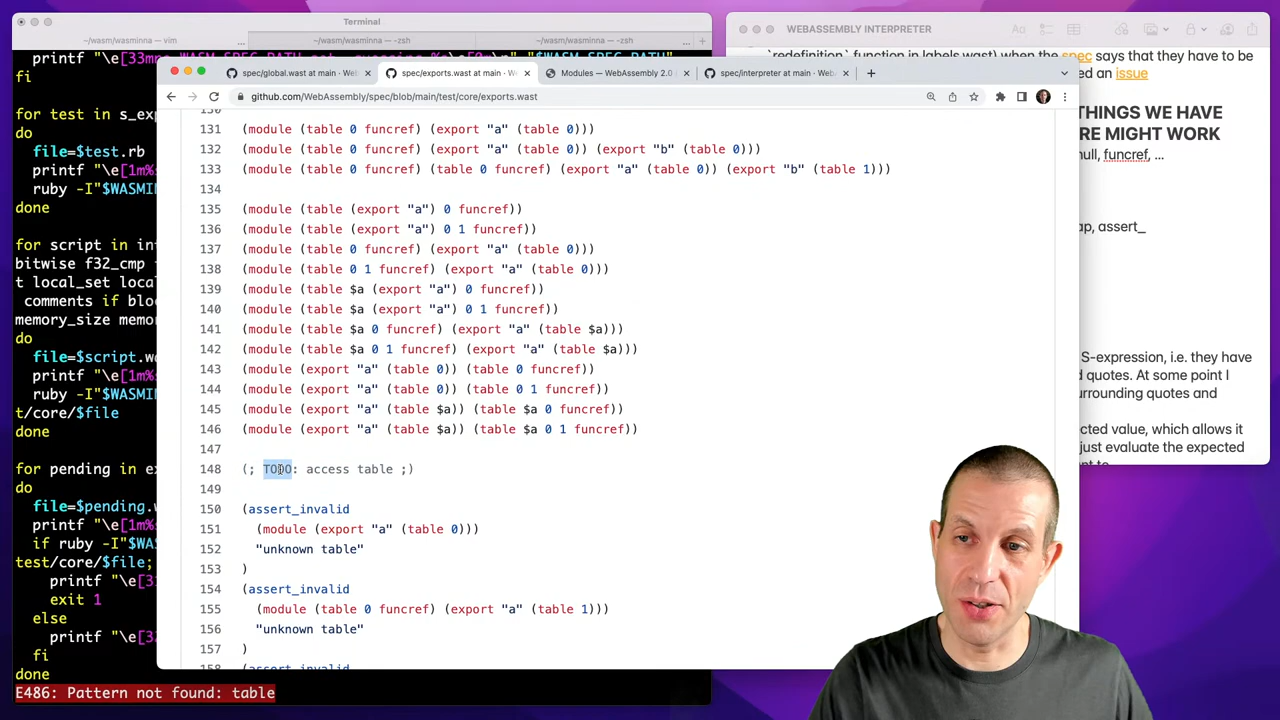 Terminal
~/wasm/wasminna — vim
...
~/wasm/wasminna — -zsh
~/wasm/wasminna — -zsh
...
+
fi
for test in s_exp
do
file=$test.rb
printf "\e[1m%s
ruby -I"$WASMIN
done
for script in int
bitwise f32_cmp
t local_set local
comments if bloc
memory_size memo
do
file=$script.wa
printf "\e[1m%s
ruby -I"$WASMIN
t/core/$file
done
for pending in ex
do
file=$pending.w
printf "\e[1m%s
if ruby -I"$WAS
test/core/$file;
printf "\e[31
exit 1
else
printf "\e[32
fi
done
E486: Pattern not found: table
spec/global.wast at main · Web
spec/exports.wast at main · W
Modules — WebAssembly 2.0
spec/interpreter at main · Web
github.com/WebAssembly/spec/blob/main/test/core/exports.wast
131 (module (table 0 funcref) (export "a" (table 0)))
132 (module (table 0 funcref) (export "a" (table 0)) (export "b" (table 0)))
133 (module (table 0 funcref) (table 0 funcref) (export "a" (table 0)) (export "b" (table 1)))
134
135 (module (table (export "a") 0 funcref))
136 (module (table (export "a") 0 1 funcref))
137 (module (table 0 funcref) (export "a" (table 0)))
138 (module (table 0 1 funcref) (export "a" (table 0)))
139 (module (table $a (export "a") 0 funcref))
140 (module (table $a (export "a") 0 1 funcref))
141 (module (table $a 0 funcref) (export "a" (table $a)))
142 (module (table $a 0 1 funcref) (export "a" (table $a)))
143 (module (export "a" (table 0)) (table 0 funcref))
144 (module (export "a" (table 0)) (table 0 1 funcref))
145 (module (export "a" (table $a)) (table $a 0 funcref))
146 (module (export "a" (table $a)) (table $a 0 1 funcref))
147
148 (; TODO: access table ;)
149
150 (assert_invalid
151 (module (export "a" (table 0)))
152 "unknown table"
153 )
154 (assert_invalid
155 (module (table 0 funcref) (export "a" (table 1)))
156 "unknown table"
157 )
158 (assert_invalid
WEBASSEMBLY INTERPRETER
`redefinition` function in labels.wast) when the spec says that they have to be
ed an issue
THINGS WE HAVE
RE MIGHT WORK
null, funcref, ...
ap, assert_
S-expression, i.e. they have
d quotes. At some point I
urrounding quotes and
cted value, which allows it
just evaluate the expected